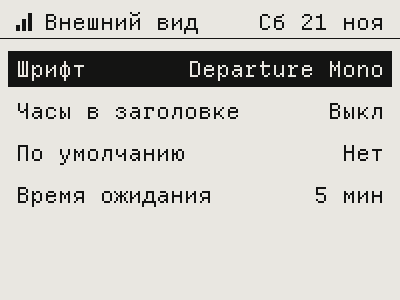 Внешний вид Сб 21 ноя
Шрифт Departure Mono
Часы в заголовке Выкл
По умолчанию Нет
Время ожидания 5 мин